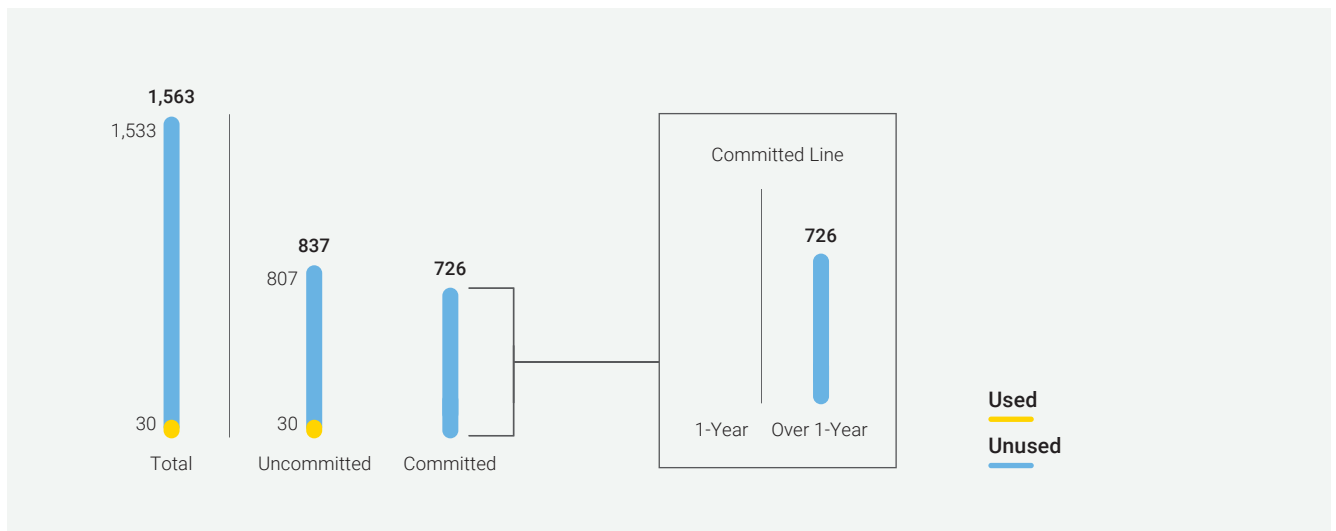 1,563
1,533
30
Total
837
807
30
Uncommitted
726
Committed
Committed Line
726
1-Year
Over 1-Year
Used
Unused